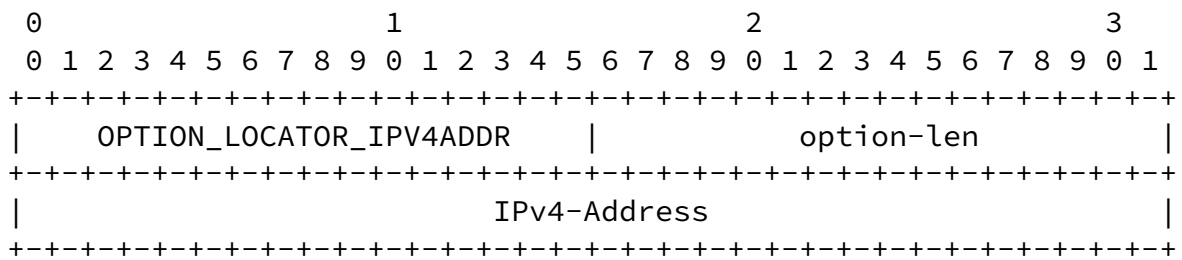 0                   1                   2                   3
 0 1 2 3 4 5 6 7 8 9 0 1 2 3 4 5 6 7 8 9 0 1 2 3 4 5 6 7 8 9 0 1
+-+-+-+-+-+-+-+-+-+-+-+-+-+-+-+-+-+-+-+-+-+-+-+-+-+-+-+-+-+-+-+-+
|    OPTION_LOCATOR_IPV4ADDR    |           option-len          |
+-+-+-+-+-+-+-+-+-+-+-+-+-+-+-+-+-+-+-+-+-+-+-+-+-+-+-+-+-+-+-+-+
|                          IPv4-Address                         |
+-+-+-+-+-+-+-+-+-+-+-+-+-+-+-+-+-+-+-+-+-+-+-+-+-+-+-+-+-+-+-+-+